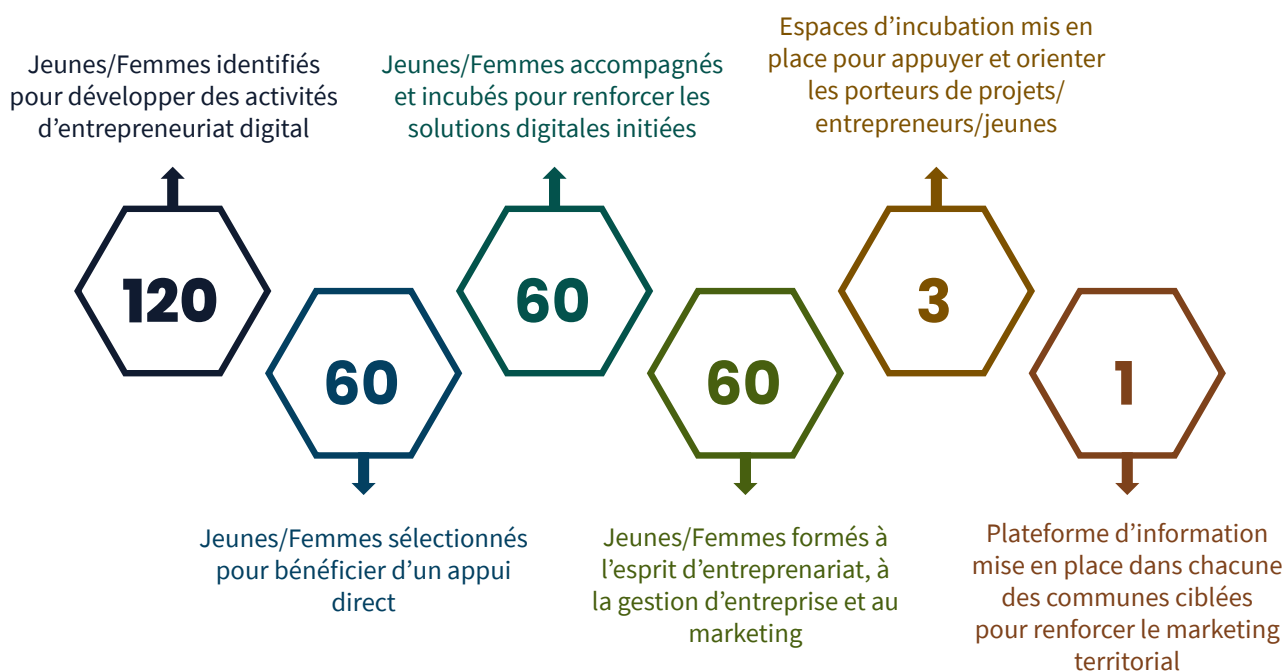 Jeunes/Femmes identifiés
pour développer des activités
d’entrepreneuriat digital
120
60
Jeunes/Femmes sélectionnés
pour bénéficier d’un appui
direct
Jeunes/Femmes accompagnés
et incubés pour renforcer les
solutions digitales initiées
60
60
Jeunes/Femmes formés à
l’esprit d’entreprenariat, à
la gestion d’entreprise et au
marketing
Espaces d’incubation mis en
place pour appuyer et orienter
les porteurs de projets/
entrepreneurs/jeunes
3
1
Plateforme d’information
mise en place dans chacune
des communes ciblées
pour renforcer le marketing
territorial